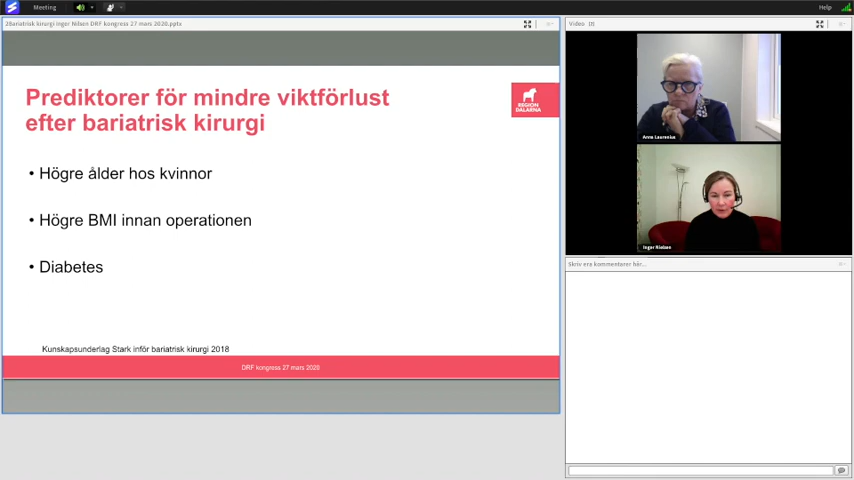 Meeting
Help
2Bariatrisk kirurgi Inger Nilsen DRF kongress 27 mars 2020.pptx
Video
Prediktorer för mindre viktförlust
efter bariatrisk kirurgi
REGION
DALARNA
• Högre ålder hos kvinnor
• Högre BMI innan operationen
• Diabetes
Kunskapsunderlag Stark inför bariatrisk kirurgi 2018
DRF kongress 27 mars 2020
Anna Laurenius
Inger Nielsen
Skriv era kommentarer här...